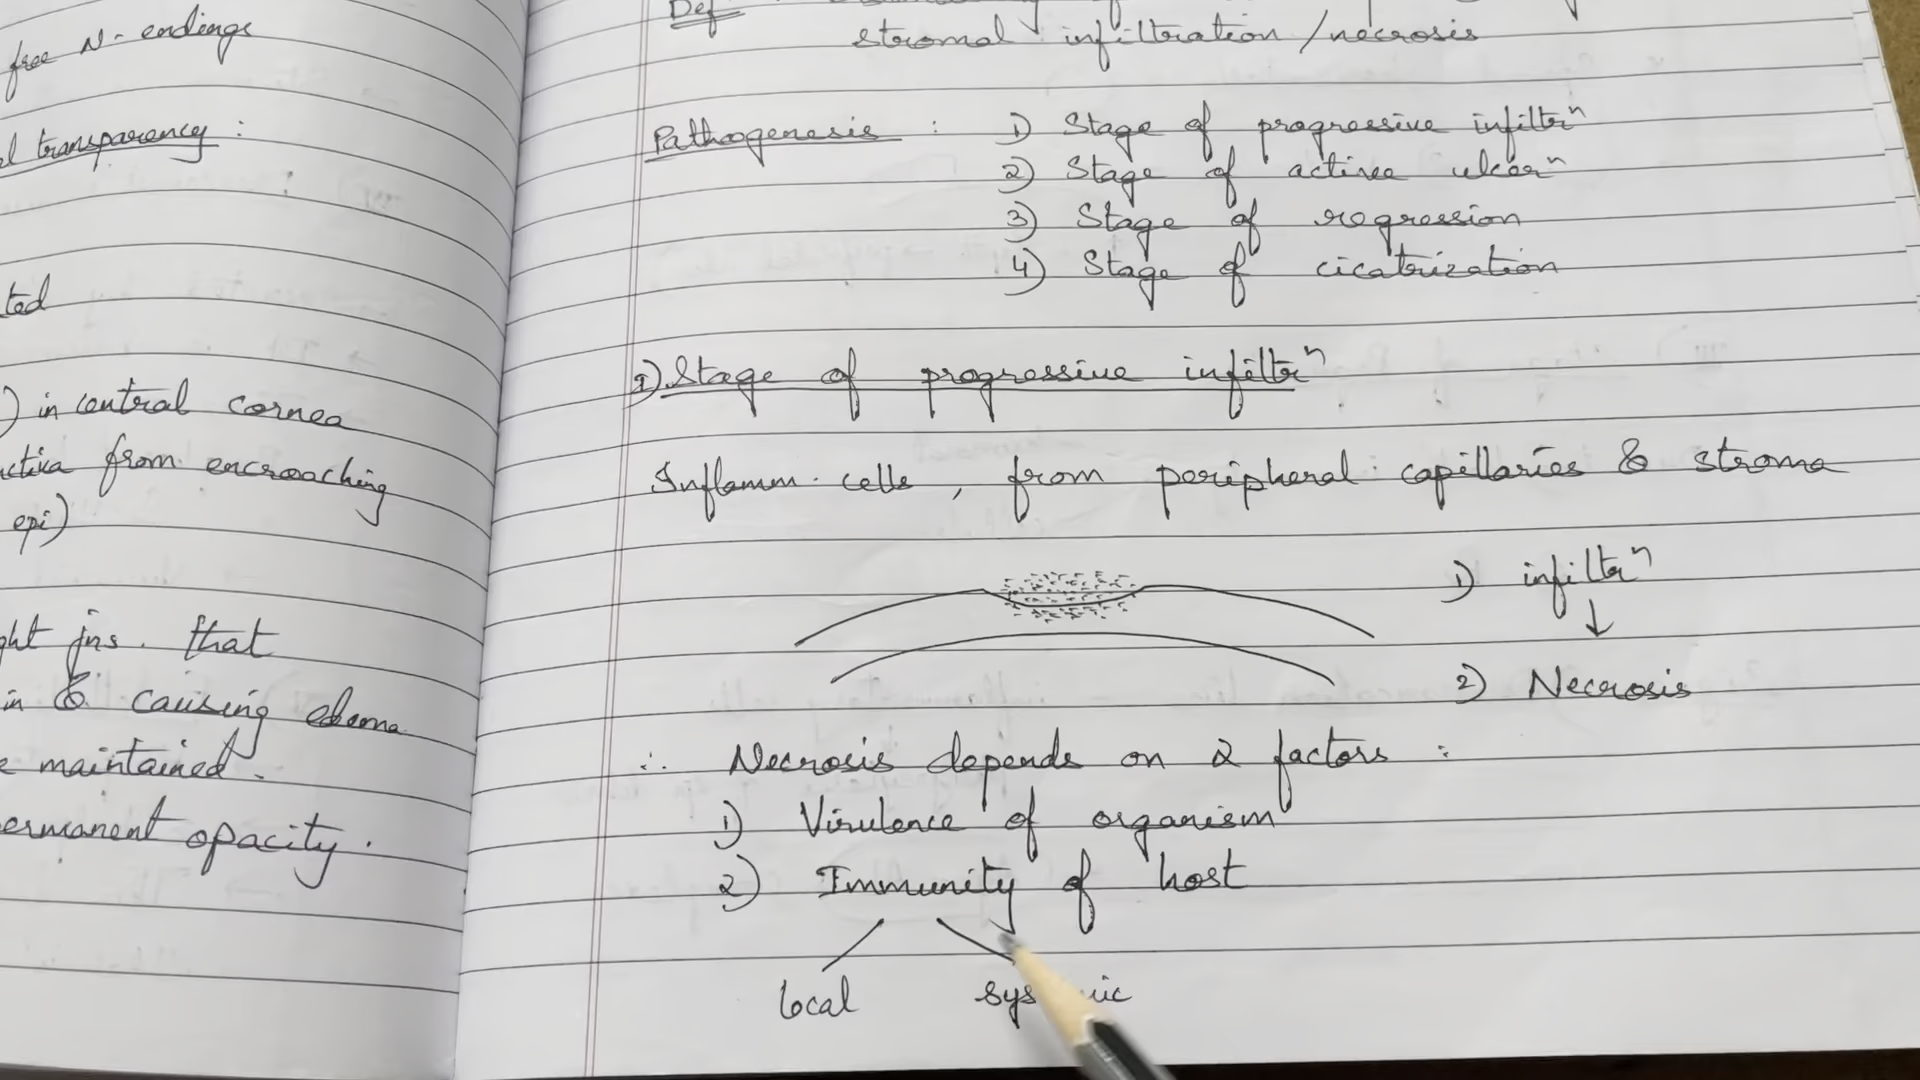 free N- endings
transparency :
ted
) in central cornea
from encroaching
epi)
ght jns. that
in & causing edema
maintained.
ermanent opacity.
Def
stromal infiltration / necrosis
Pathogenesis : 1) Stage of progressive infiltrⁿ
2) Stage of active ulcerⁿ
3) Stage of regression
4) Stage of cicatrization
1) Stage of progressive infiltrⁿ
Inflamm. cells, from peripheral capillaries & stroma
1) infiltrⁿ
↓
2) Necrosis
∴ Necrosis depends on 2 factors :
1) Virulence of organism
2) Immunity of host
local